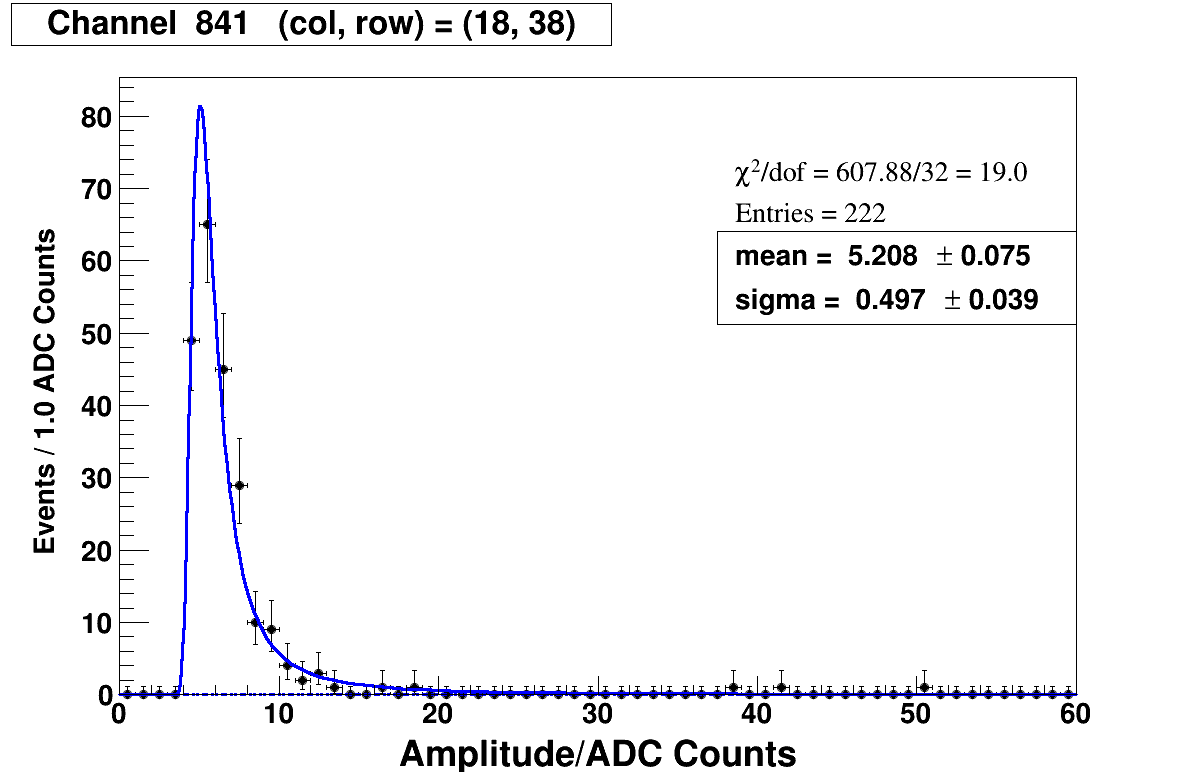 Channel 841 (col, row) = (18, 38)
χ²/dof = 607.88/32 = 19.0
Entries = 222
mean = 5.208 ± 0.075
sigma = 0.497 ± 0.039
Events / 1.0 ADC Counts
80
70
60
50
40
30
20
10
0
0 10 20 30 40 50 60
Amplitude/ADC Counts